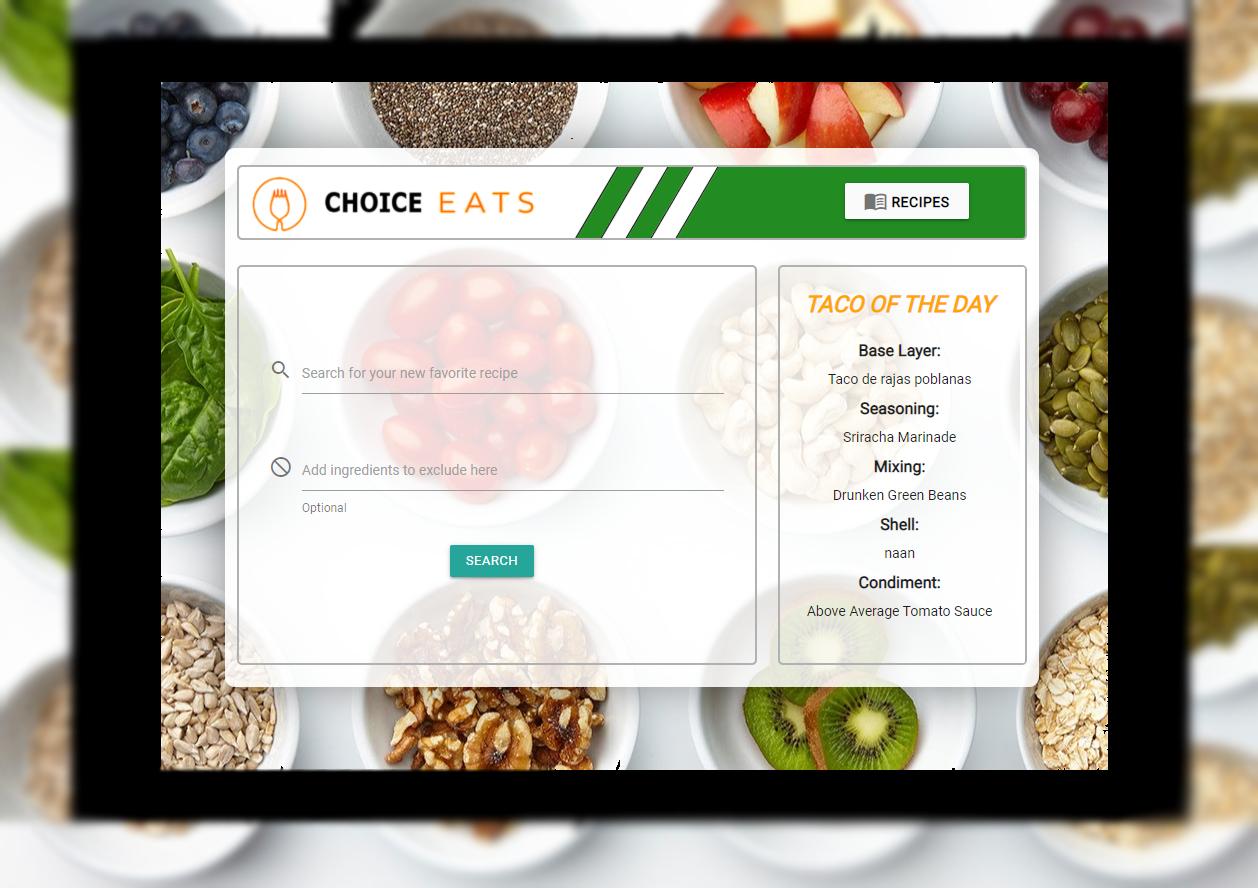 CHOICE EATS
RECIPES
Search for your new favorite recipe
Add ingredients to exclude here
Optional
SEARCH
TACO OF THE DAY
Base Layer:
Taco de rajas poblanas
Seasoning:
Sriracha Marinade
Mixing:
Drunken Green Beans
Shell:
naan
Condiment:
Above Average Tomato Sauce